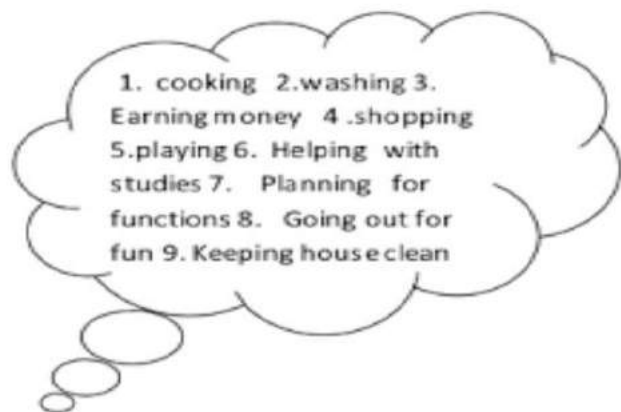 1. cooking 2.washing 3.
Earning money 4 .shopping
5.playing 6. Helping with
studies 7. Planning for
functions 8. Going out for
fun 9. Keeping house clean